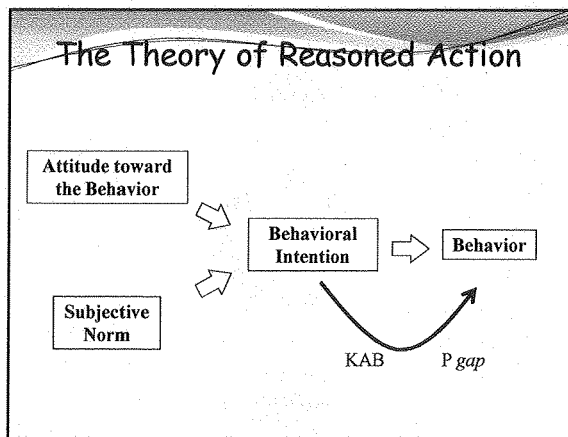 The Theory of Reasoned Action
Attitude toward
the Behavior
Behavioral
Intention
Behavior
Subjective
Norm
KAB P gap